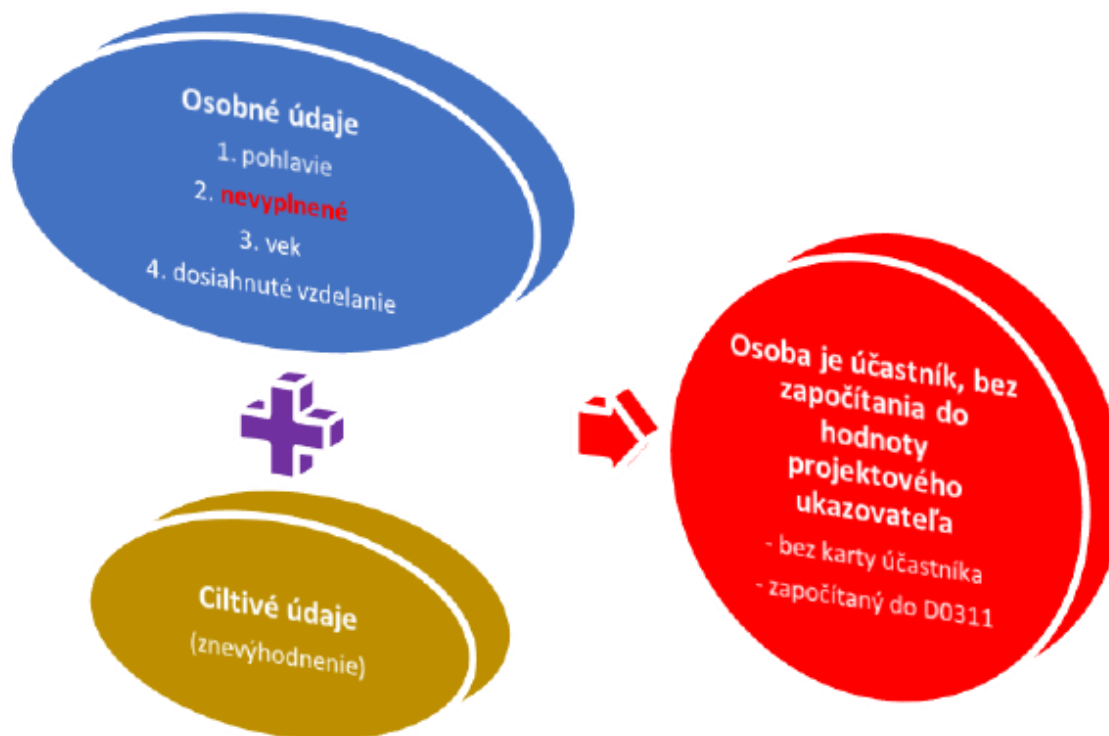 Osobné údaje
1. pohlavie
2. nevyplnené
3. vek
4. dosiahnuté vzdelanie
Ciltivé údaje
(znevýhodnenie)
Osoba je účastník, bez
započítania do
hodnoty
projektového
ukazovateľa
- bez karty účastníka
- započítaný do D0311